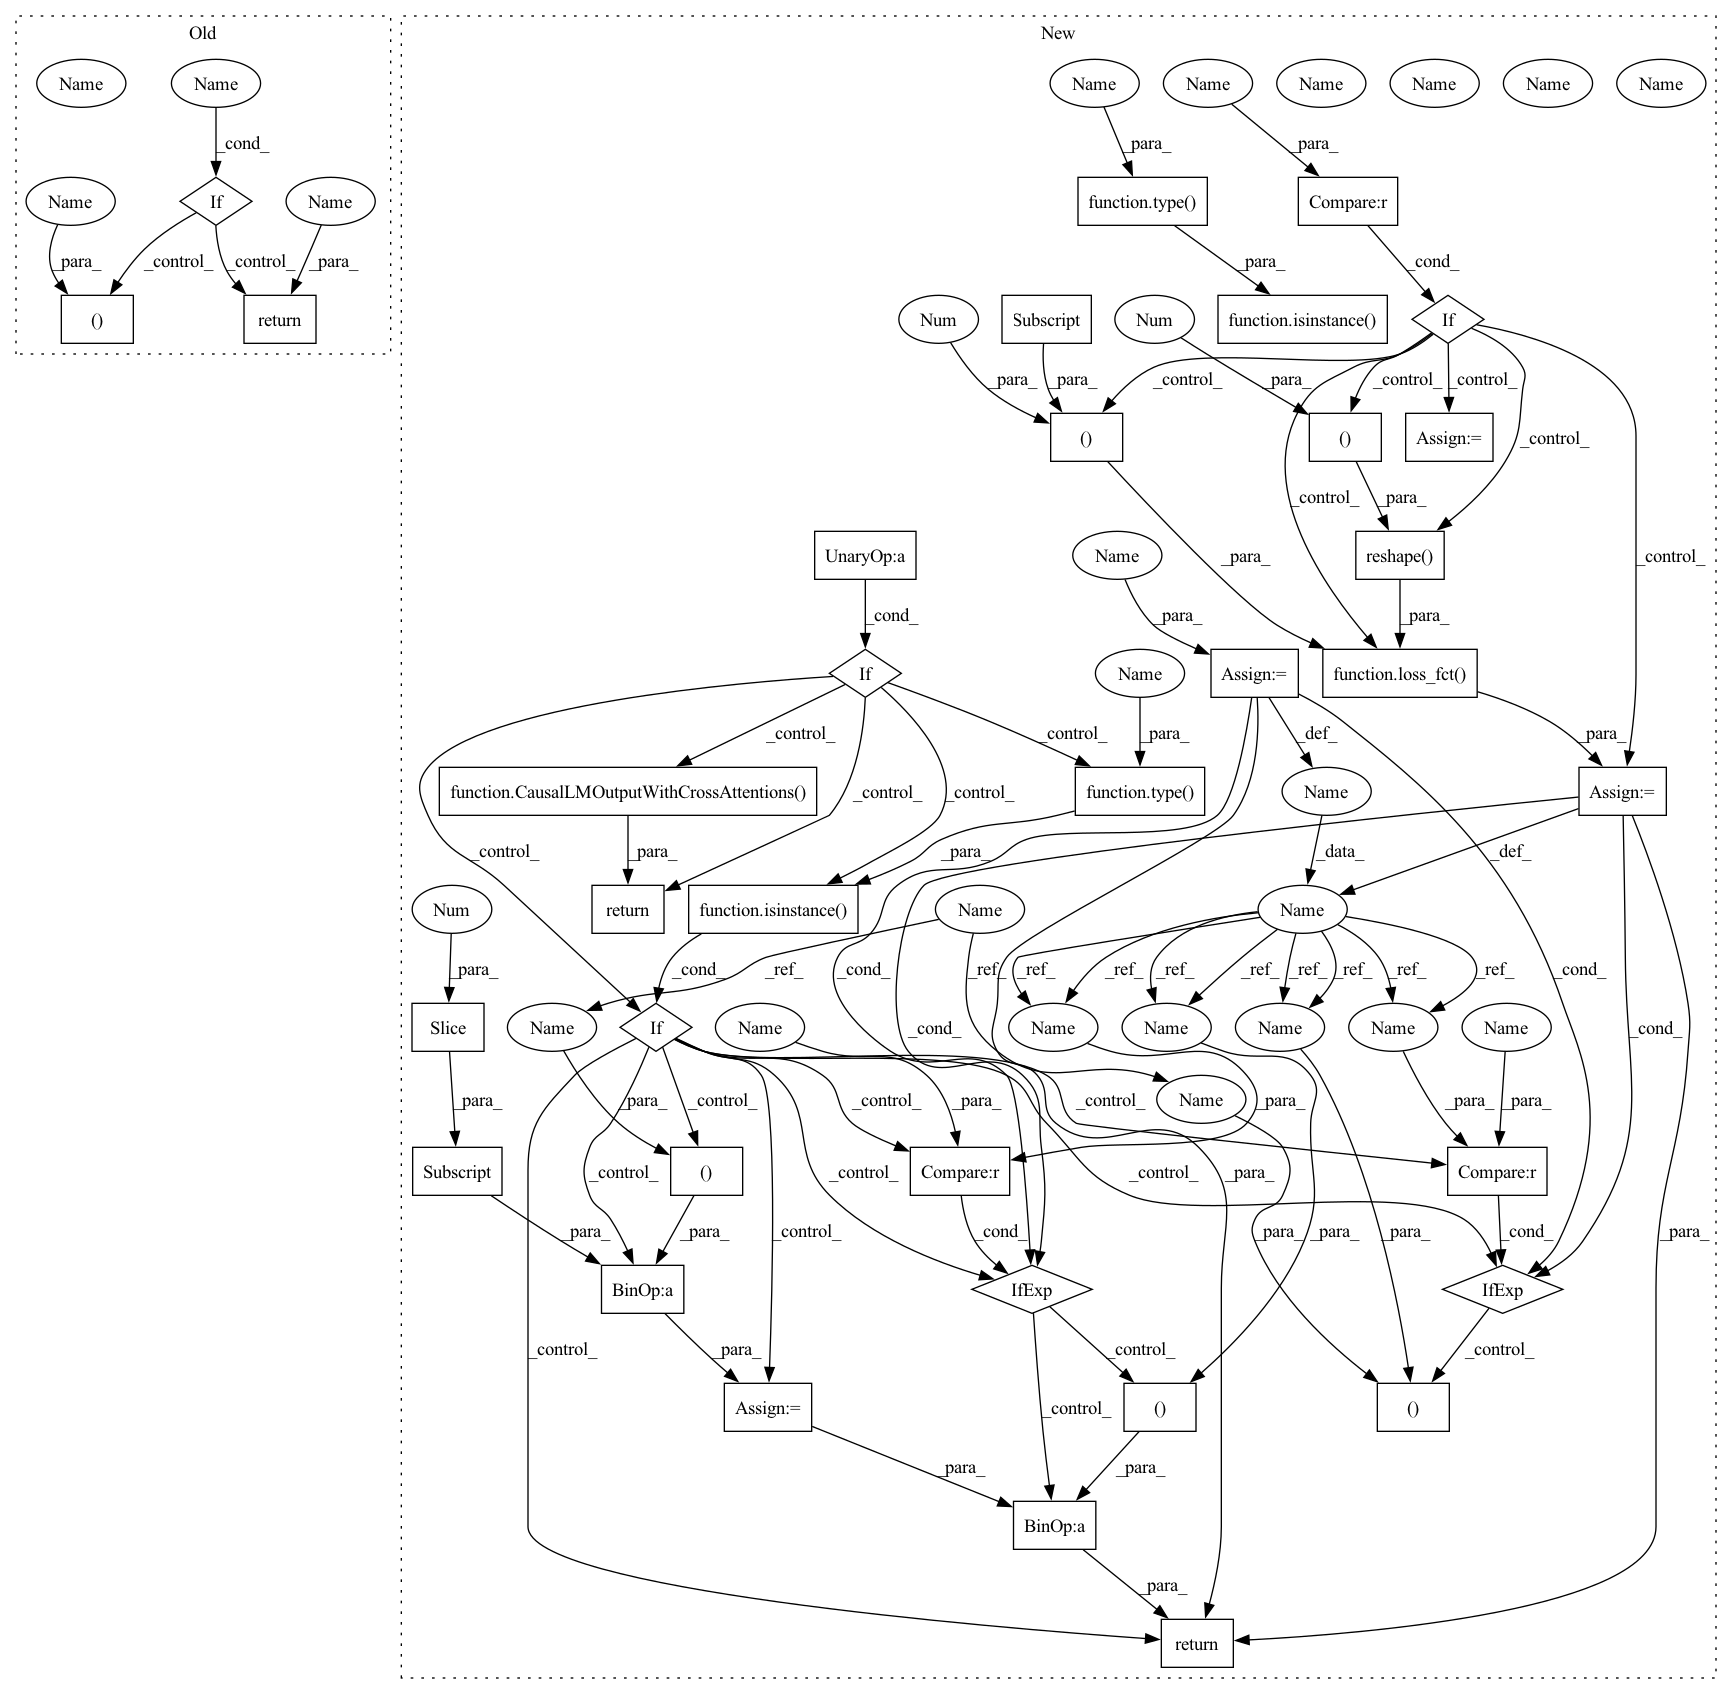 Old
New
Name
Name
Name
Name
Name
Name
Name
Name
_cond_
_para_
_para_
Name
If
Name
function.type()
Compare:r
_para_
_control_
_control_
_para_
_para_
_cond_
()
return
Num
Subscript
Num
function.isinstance()
If
_para_
_para_
_control_
_para_
_control_
_control_
()
()
Assign:=
_control_
_control_
_para_
UnaryOp:a
Name
reshape()
_para_
_control_
_cond_
_para_
_para_
If
Name
Assign:=
function.loss_fct()
_control_
_para_
_control_
_def_
_para_
function.CausalLMOutputWithCrossAttentions()
function.type()
Name
Assign:=
_control_
_control_
_control_
_para_
_para_
_data_
_def_
Num
return
function.isinstance()
Name
Name
_para_
_cond_
_ref_
_cond_
_ref_
_ref_
_ref_
_ref_
_ref_
_ref_
_ref_
_ref_
_ref_
_cond_
Slice
Name
If
Name
Name
Name
Name
Name
Name
_cond_
_cond_
_para_
_para_
_control_
_control_
_para_
_control_
Name
_para_
_para_
_para_
Subscript
()
Compare:r
Compare:r
_para_
_control_
_para_
_control_
_control_
_cond_
_control_
_para_
_para_
_para_
_para_
_cond_
_para_
BinOp:a
IfExp
IfExp
_control_
_para_
_control_
_control_
Assign:=
()
()
_control_
_para_
_para_
BinOp:a
_para_
return